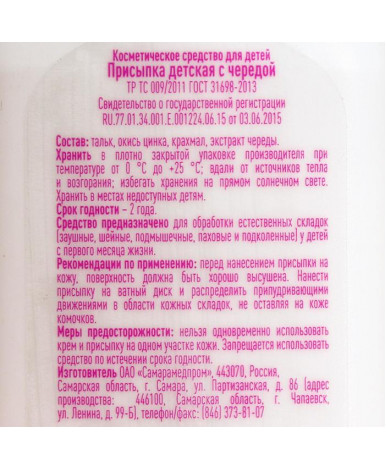 Косметическое средство для детей
Присыпка детская с чередой
ТР ТС 009/2011 ГОСТ 31698-2013
Свидетельство о государственной регистрации
RU.77.01.34.001.Е.001224.06.15 от 03.06.2015
Состав: тальк, окись цинка, крахмал, экстракт череды.
Хранить в плотно закрытой упаковке производителя при
температуре от 0 °С до +25 °С; вдали от источников тепла
и возгорания; избегать хранения на прямом солнечном свете.
Хранить в местах недоступных детям.
Срок годности - 2 года.
Средство предназначено для обработки естественных складок
(заушные, шейные, подмышечные, паховые и подколенные) у детей
с первого месяца жизни.
Рекомендации по применению: перед нанесением присыпки на
кожу, поверхность должна быть хорошо высушена. Нанести
присыпку на ватный диск и распределить припудривающими
движениями в области кожных складок, не оставляя на коже
комочков.
Меры предосторожности: нельзя одновременно использовать
крем и присыпку на одном участке кожи. Запрещается использовать
средство по истечении срока годности.
Изготовитель ОАО «Самарамедпром», 443070, Россия,
Самарская область, г. Самара, ул. Партизанская, д. 86 (адрес
производства: 446100, Самарская область, г. Чапаевск,
ул. Ленина, д. 99-Б), телефон/факс: (846) 373-81-07